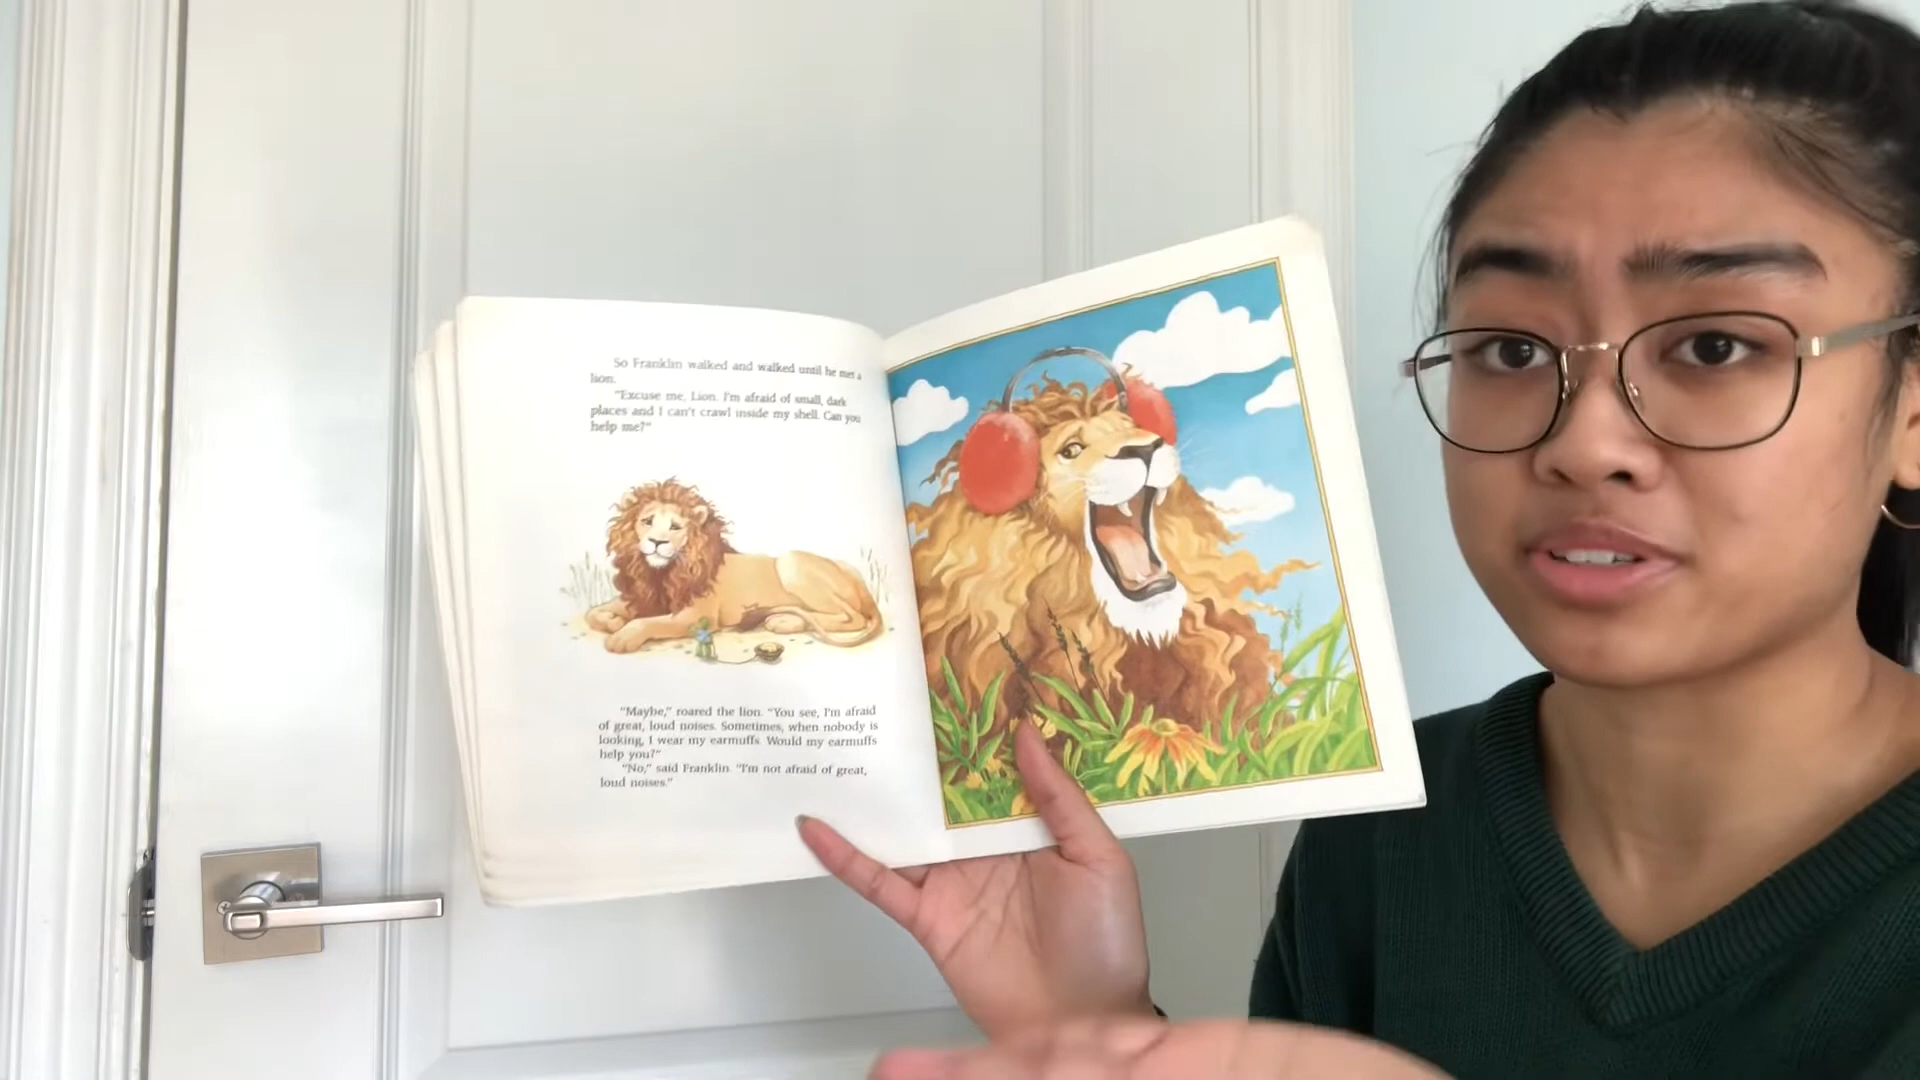 So Franklin walked and walked until he met a
lion.
"Excuse me, Lion. I'm afraid of small, dark
places and I can't crawl inside my shell. Can you
help me?"
"Maybe," roared the lion. "You see, I'm afraid
of great, loud noises. Sometimes, when nobody is
looking, I wear my earmuffs. Would my earmuffs
help you?"
"No," said Franklin. "I'm not afraid of great,
loud noises."